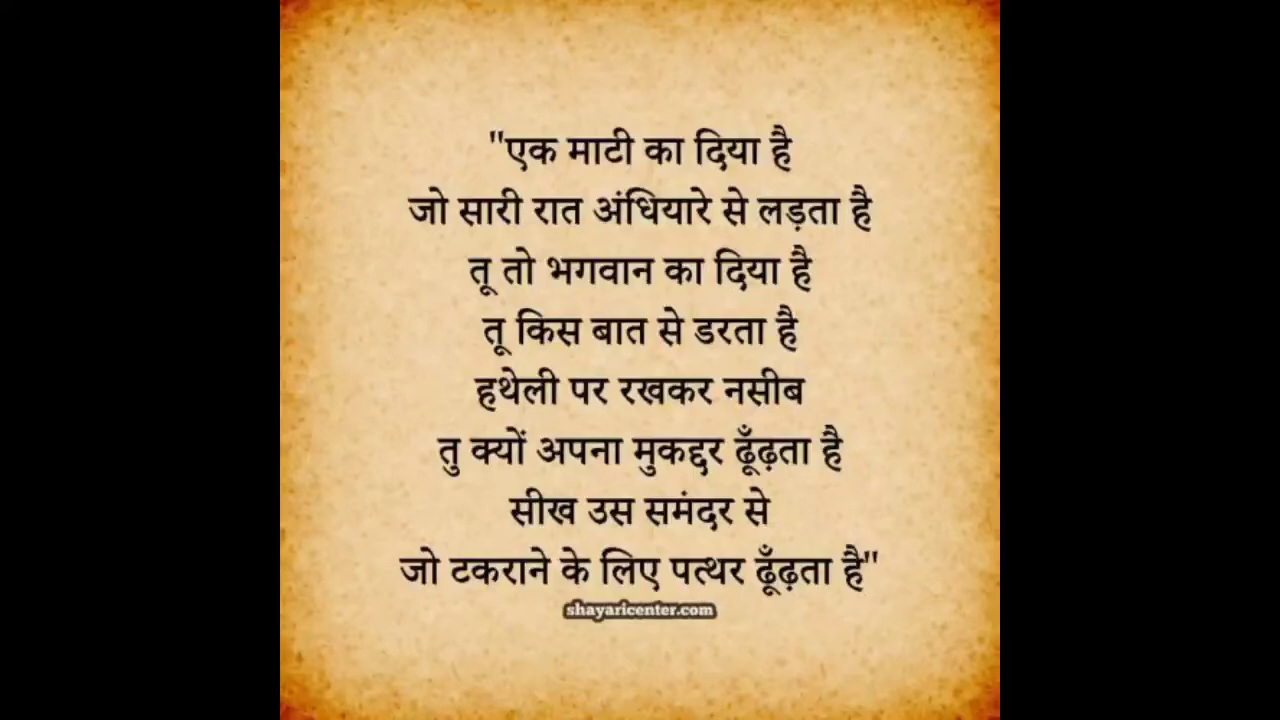 "एक माटी का दिया है
जो सारी रात अंधियारे से लड़ता है
तू तो भगवान का दिया है
तू किस बात से डरता है
हथेली पर रखकर नसीब
तु क्यों अपना मुकद्दर ढूँढ़ता है
सीख उस समंदर से
जो टकराने के लिए पत्थर ढूँढ़ता है"
shayaricenter.com